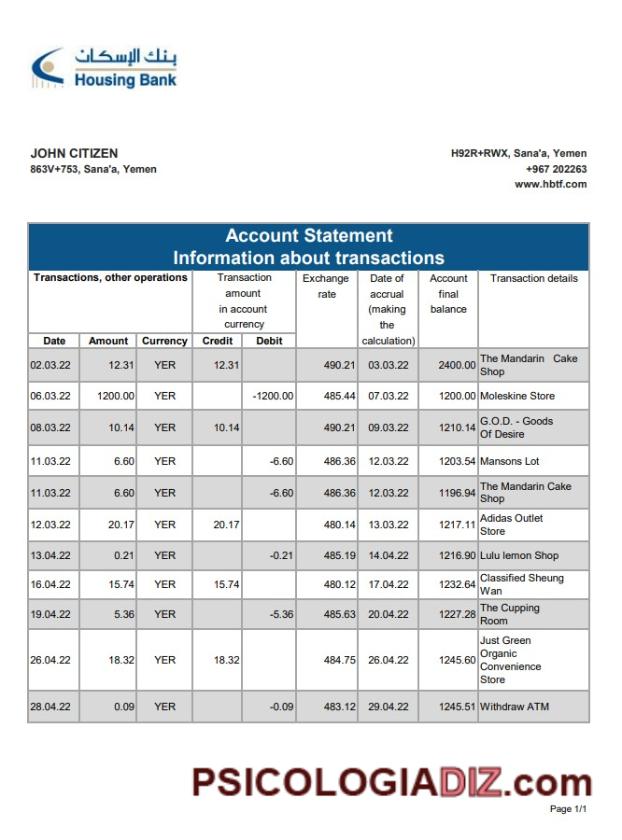 بنك الإسكان
Housing Bank
JOHN CITIZEN
863V+753, Sana'a, Yemen
H92R+RWX, Sana'a, Yemen
+967 202263
www.hbtf.com
Account Statement
Information about transactions
Transactions, other operations
Transaction
amount
in account
currency
Exchange
rate
Date of
accrual
(making
the
calculation)
Account
final
balance
Transaction details
Date Amount Currency Credit Debit
02.03.22 12.31 YER 12.31 490.21 03.03.22 2400.00 The Mandarin Cake
Shop
06.03.22 1200.00 YER -1200.00 485.44 07.03.22 1200.00 Moleskine Store
08.03.22 10.14 YER 10.14 490.21 09.03.22 1210.14 G.O.D. - Goods
Of Desire
11.03.22 6.60 YER -6.60 486.36 12.03.22 1203.54 Mansons Lot
11.03.22 6.60 YER -6.60 486.36 12.03.22 1196.94 The Mandarin Cake
Shop
12.03.22 20.17 YER 20.17 480.14 13.03.22 1217.11 Adidas Outlet
Store
13.04.22 0.21 YER -0.21 485.19 14.04.22 1216.90 Lulu lemon Shop
16.04.22 15.74 YER 15.74 480.12 17.04.22 1232.64 Classified Sheung
Wan
19.04.22 5.36 YER -5.36 485.63 20.04.22 1227.28 The Cupping
Room
26.04.22 18.32 YER 18.32 484.75 26.04.22 1245.60 Just Green
Organic
Convenience
Store
28.04.22 0.09 YER -0.09 483.12 29.04.22 1245.51 Withdraw ATM
PSICOLOGIADIZ.com
Page 1/1